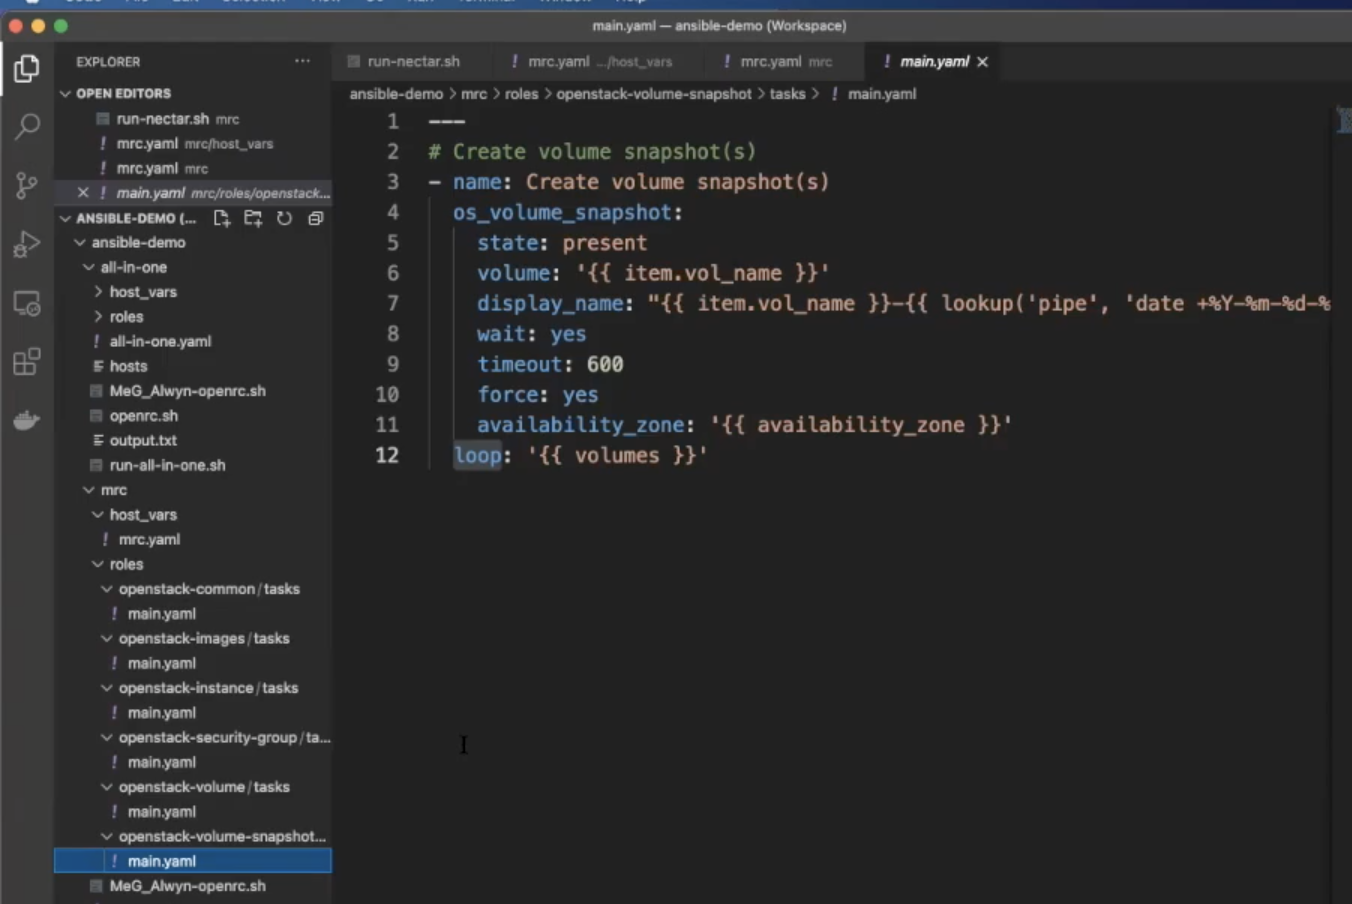 main.yaml — ansible-demo (Workspace)
EXPLORER
OPEN EDITORS
run-nectar.sh mrc
mrc.yaml mrc/host_vars
mrc.yaml mrc
main.yaml mrc/roles/openstack...
ANSIBLE-DEMO (...
ansible-demo
all-in-one
host_vars
roles
all-in-one.yaml
hosts
MeG_Alwyn-openrc.sh
openrc.sh
output.txt
run-all-in-one.sh
mrc
host_vars
mrc.yaml
roles
openstack-common/tasks
main.yaml
openstack-images/tasks
main.yaml
openstack-instance/tasks
main.yaml
openstack-security-group/ta...
main.yaml
openstack-volume/tasks
main.yaml
openstack-volume-snapshot...
main.yaml
MeG_Alwyn-openrc.sh
run-nectar.sh
mrc.yaml .../host_vars
mrc.yaml mrc
main.yaml
ansible-demo > mrc > roles > openstack-volume-snapshot > tasks > ! main.yaml
1 ---
2 # Create volume snapshot(s)
3 - name: Create volume snapshot(s)
4 os_volume_snapshot:
5 state: present
6 volume: '{{ item.vol_name }}'
7 display_name: "{{ item.vol_name }}-{{ lookup('pipe', 'date +%Y-%m-%d-%
8 wait: yes
9 timeout: 600
10 force: yes
11 availability_zone: '{{ availability_zone }}'
12 loop: '{{ volumes }}'